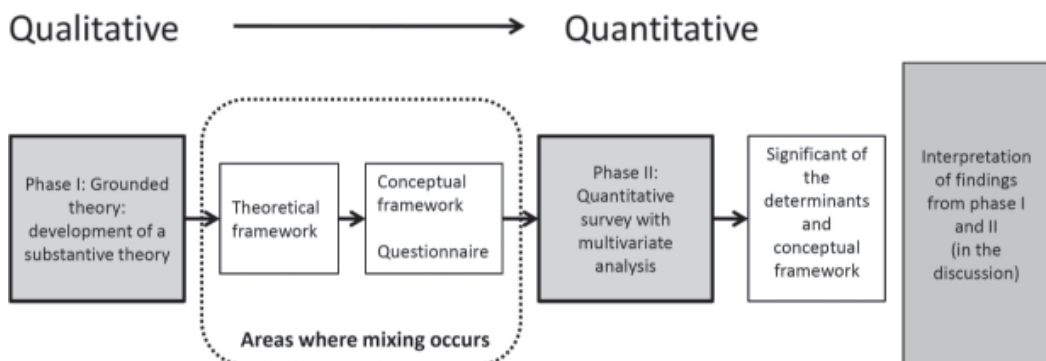 Qualitative
Quantitative
Phase I: Grounded
theory:
development of a
substantive theory
Theoretical
framework
Conceptual
framework
Questionnaire
Areas where mixing occurs
Phase II:
Quantitative
survey with
multivariate
analysis
Significant of
the
determinants
and
conceptual
framework
Interpretation
of findings
from phase I
and II
(in the
discussion)